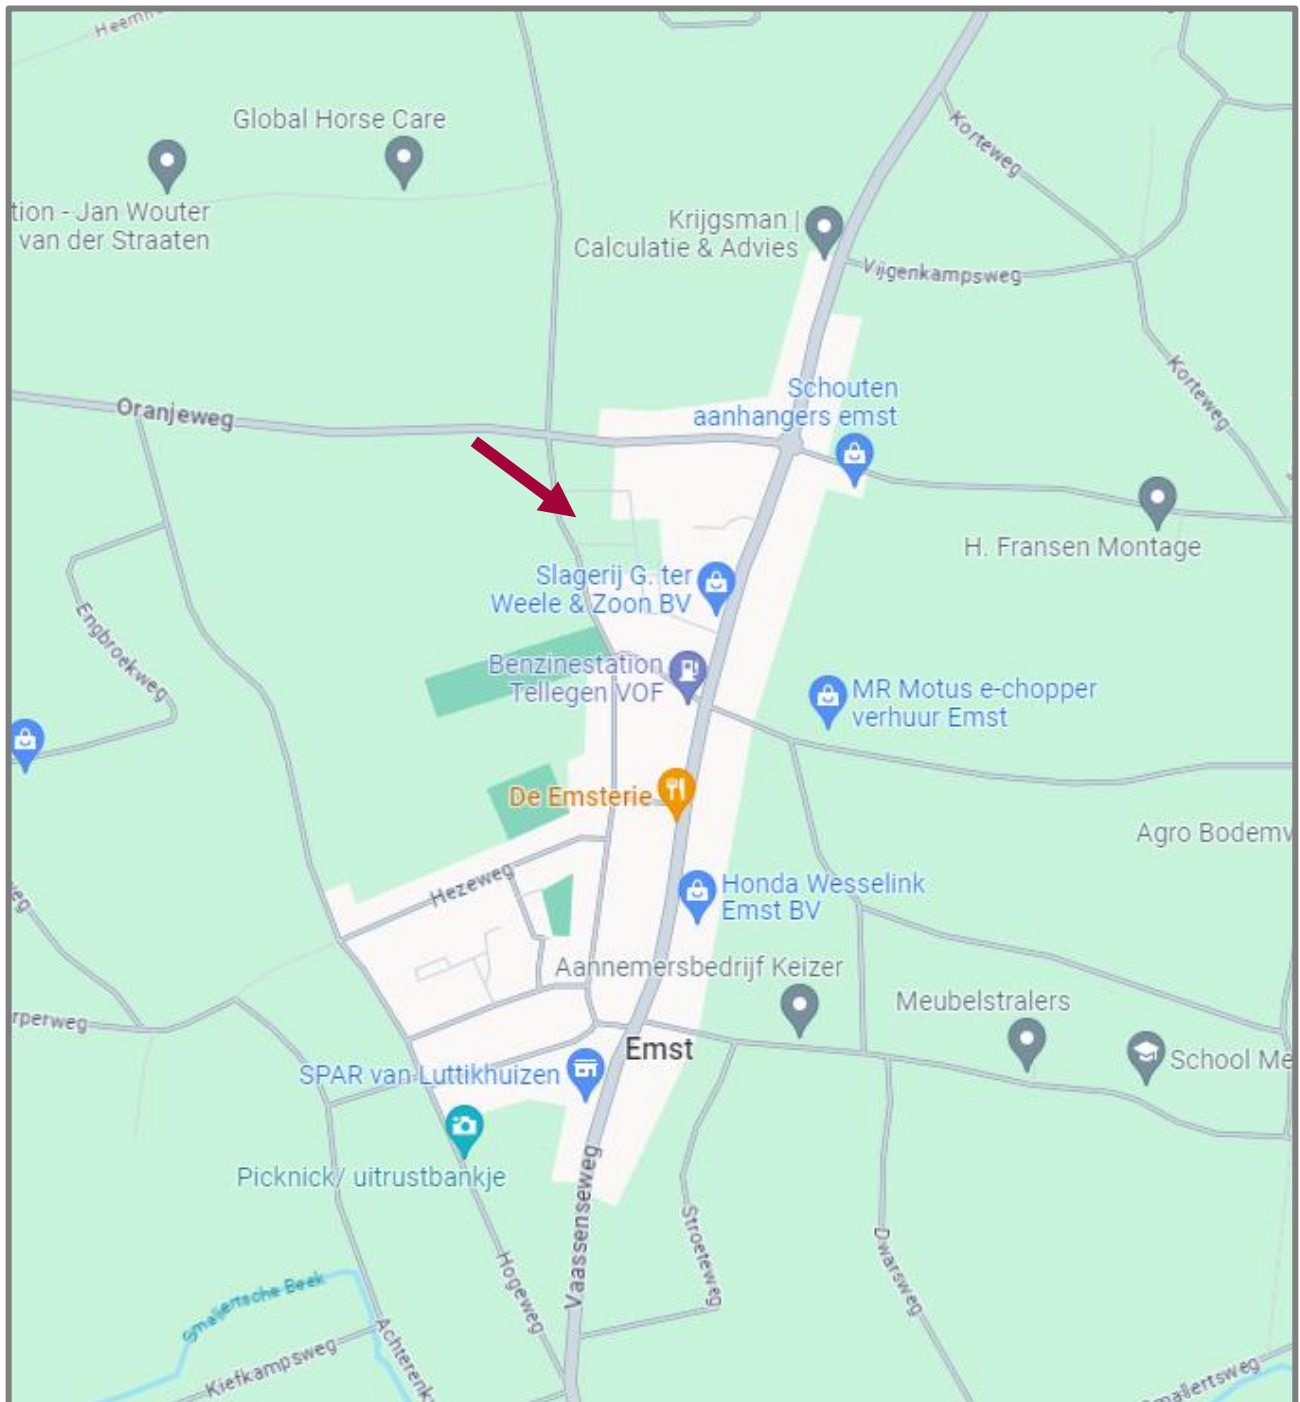 Global Horse Care
tion - Jan Wouter
van der Straaten
Korteweg
Krijgsman |
Calculatie & Advies
Vijgenkampsweg
Korteweg
Schouten
aanhangers emst
Oranjeweg
H. Fransen Montage
Slagerij G. ter
Weele & Zoon BV
Engbroekweg
Benzinestation
Tellegen VOF
MR Motus e-chopper
verhuur Emst
De Emsterie
Agro Bodemv
Hezeweg
Honda Wesselink
Emst BV
eg
Aannemersbedrijf Keizer
Meubelstralers
rperweg
Emst
School Me
SPAR van Luttikhuizen
Picknick/ uitrustbankje
Vaassenseweg
Stroeteweg
Dwarsweg
Hogeweg
Smallertsche Beek
Achterenk
Kiefkampsweg
mallertsweg